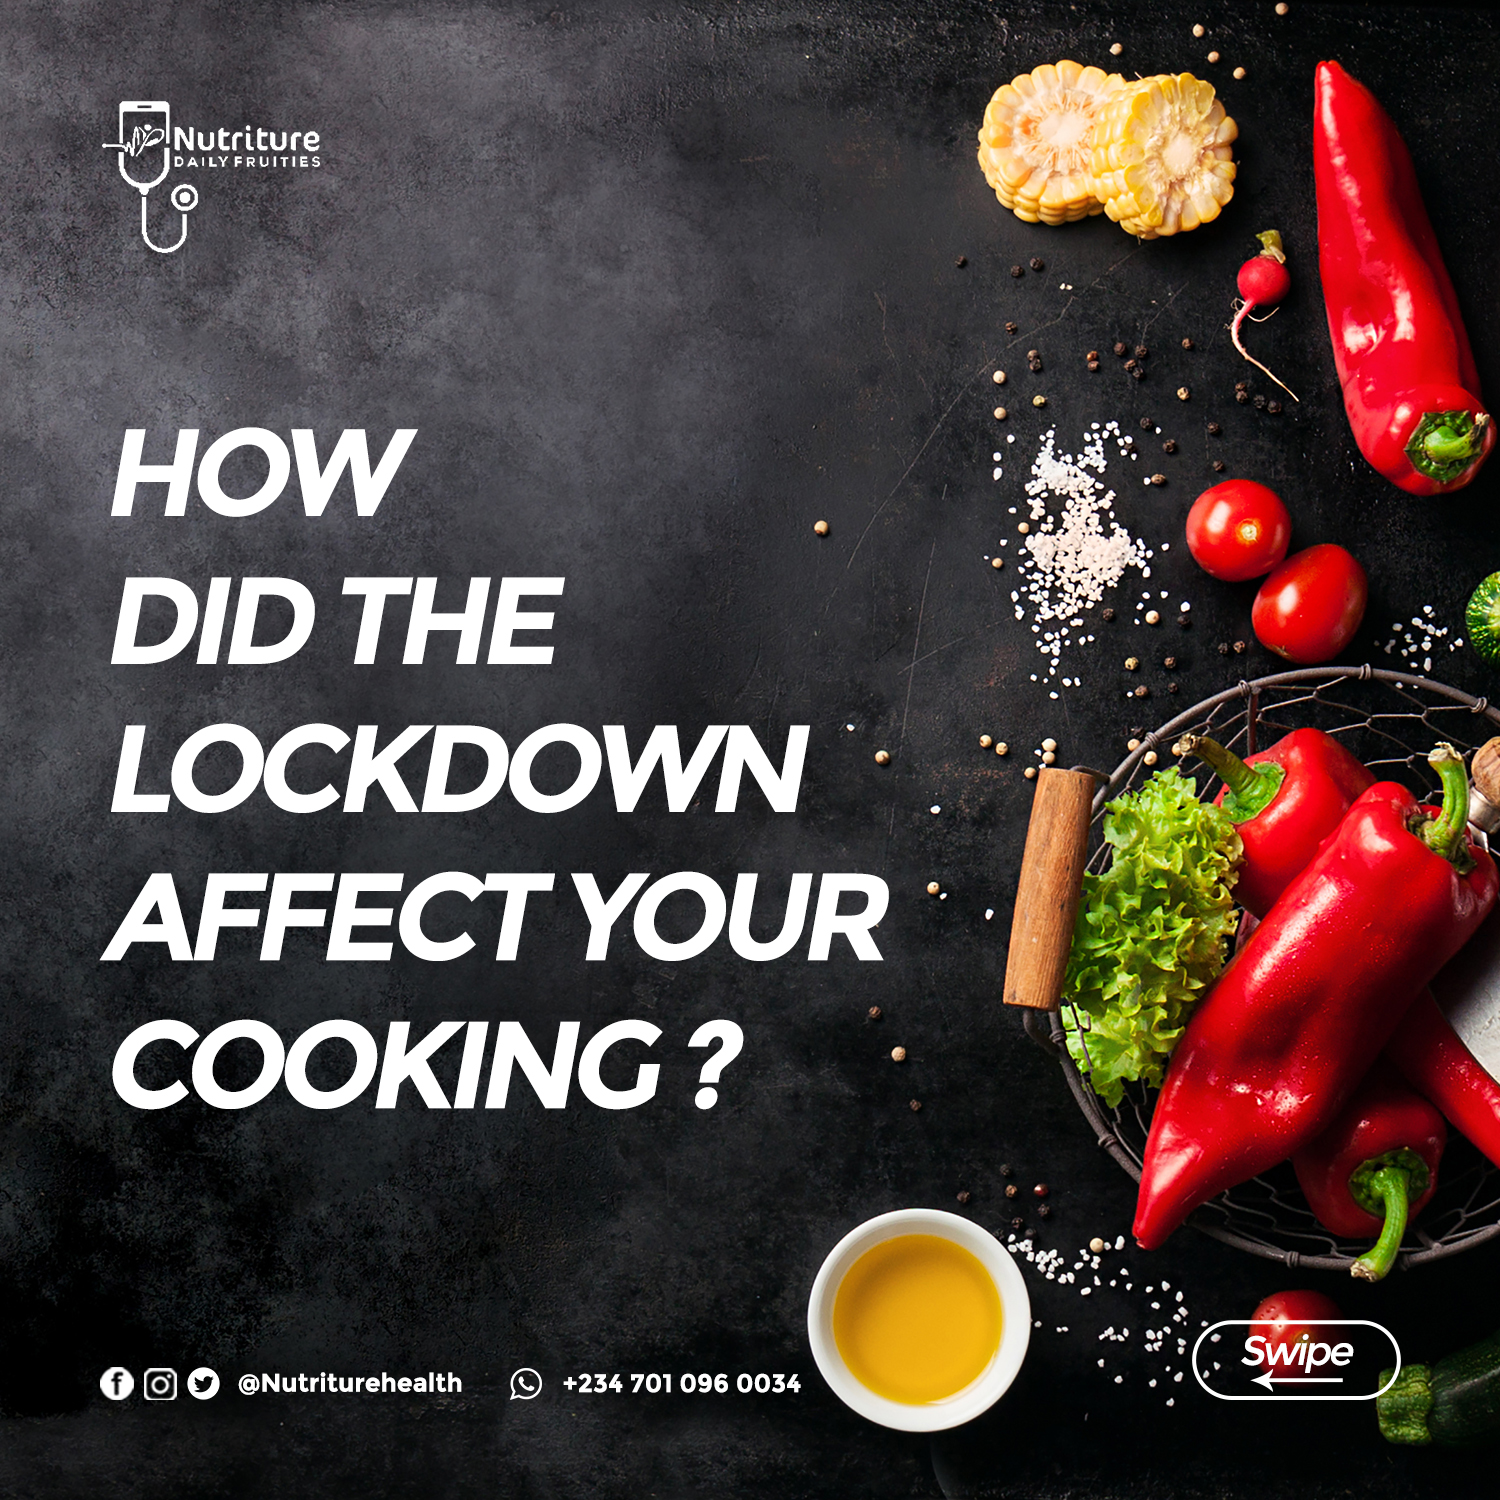 Nutriture
DAILY FRUITIES
HOW
DID THE
LOCKDOWN
AFFECT YOUR
COOKING ?
@Nutriturehealth
+234 701 096 0034
Swipe